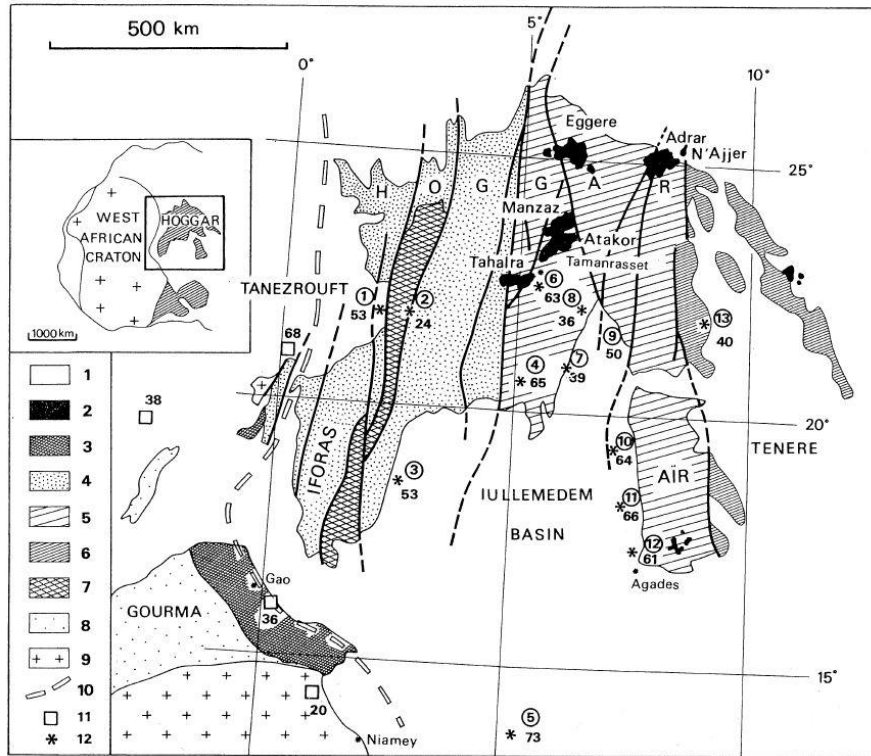 500 km
0°
5°
10°
25°
20°
15°
Eggere
Adrar
N'Ajjer
H O G G A R
Manzaz
Atakor
Tahalra
Tamanrasset
WEST
AFRICAN
CRATON
HOGGAR
1000km
TANEZROUFT
1
53
2
24
6
63
8
36
9
50
13
40
4
65
7
39
68
38
3
53
10
64
11
66
12
61
5
73
IFORAS
IULLEMEDEM
BASIN
AÏR
TENERE
Agades
Gao
GOURMA
36
20
Niamey
1
2
3
4
5
6
7
8
9
10
11
12